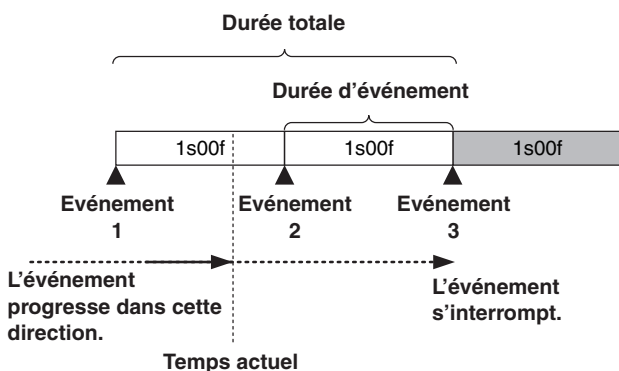 Durée totale
Durée d’événement
1s00f 1s00f 1s00f
Evénement 1
Evénement 2
Evénement 3
L’événement
progresse dans cette
direction.
L’événement
s’interrompt.
Temps actuel